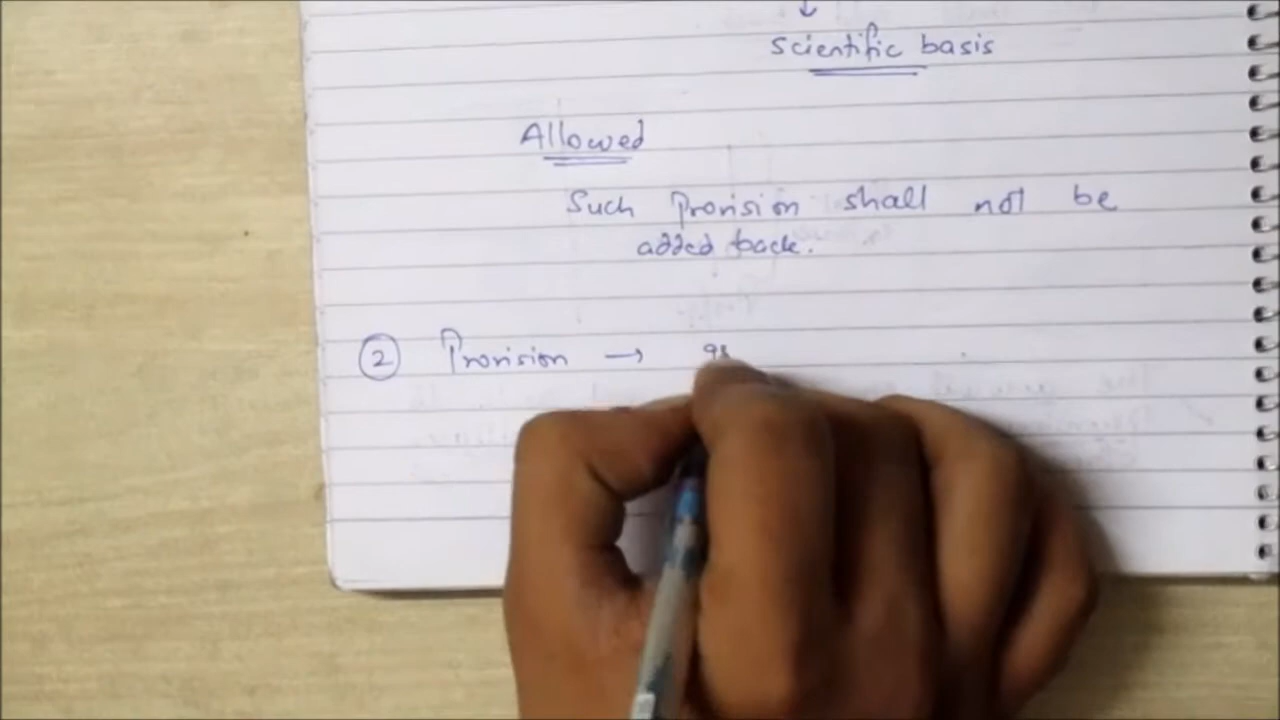 ↓
Scientific basis
Allowed
Such Provision shall not be
added back.
② Provision →